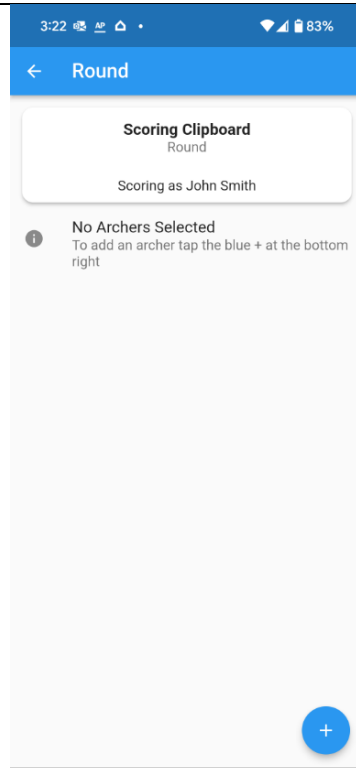 3:22 AP 83%
Round
Scoring Clipboard
Round
Scoring as John Smith
No Archers Selected
To add an archer tap the blue + at the bottom
right
+